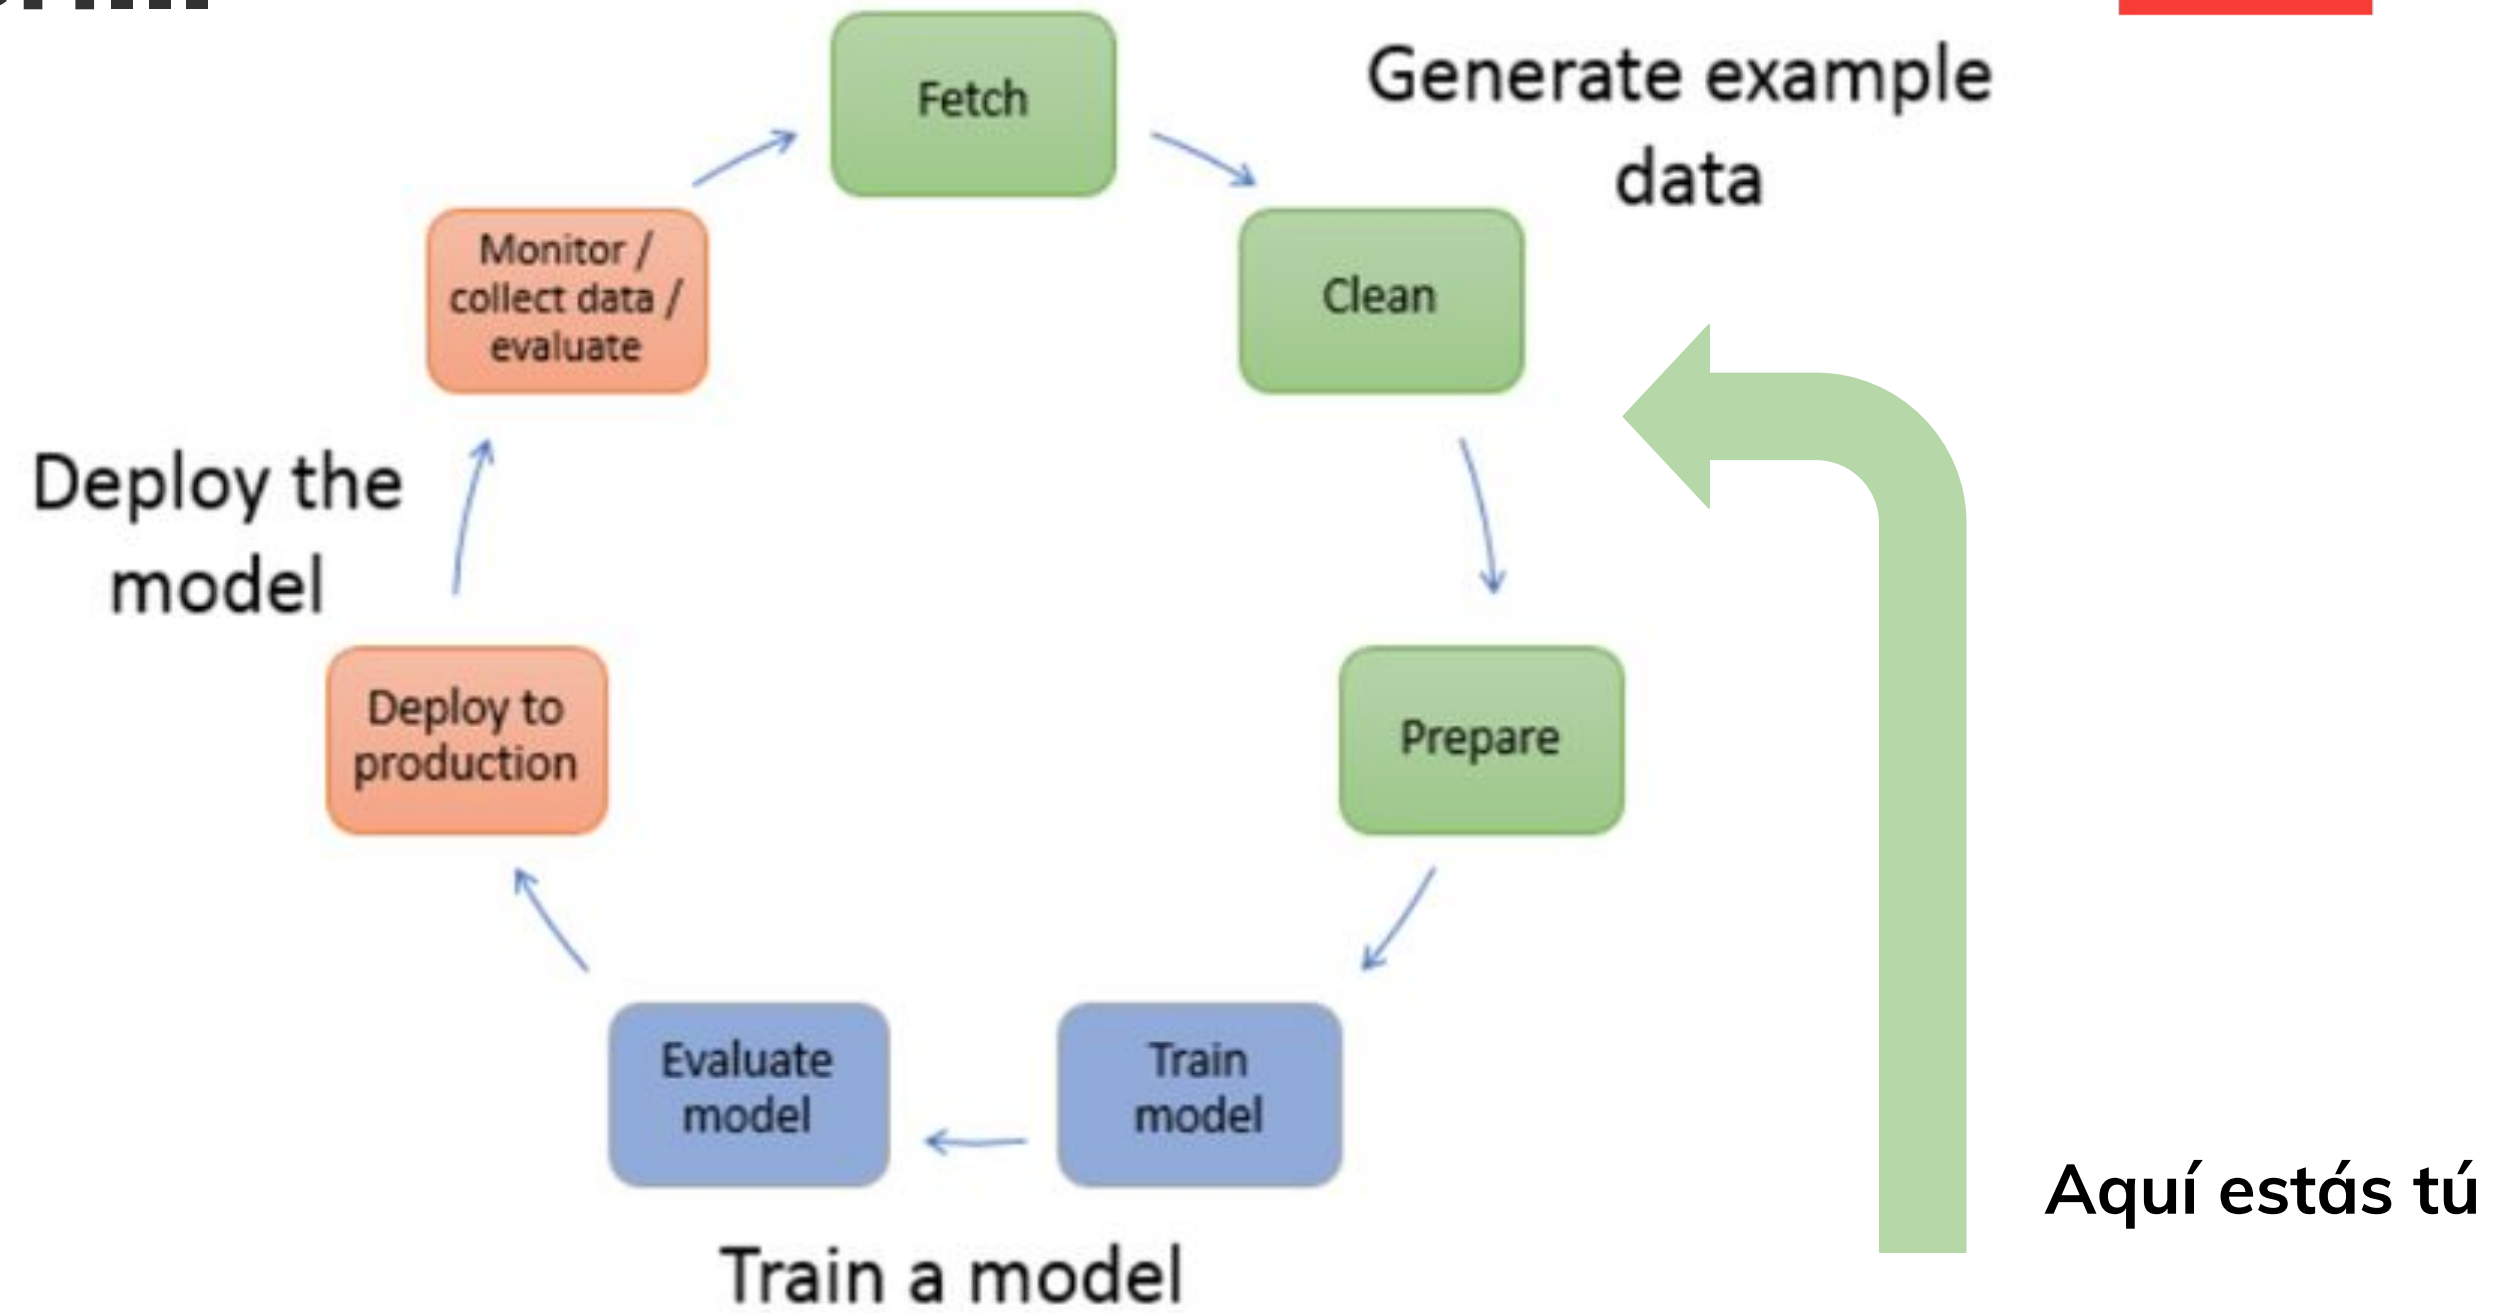 Fetch
Generate example
data
Monitor /
collect data /
evaluate
Clean
Deploy the
model
Deploy to
production
Prepare
Evaluate
model
Train
model
Aquí estás tú
Train a model